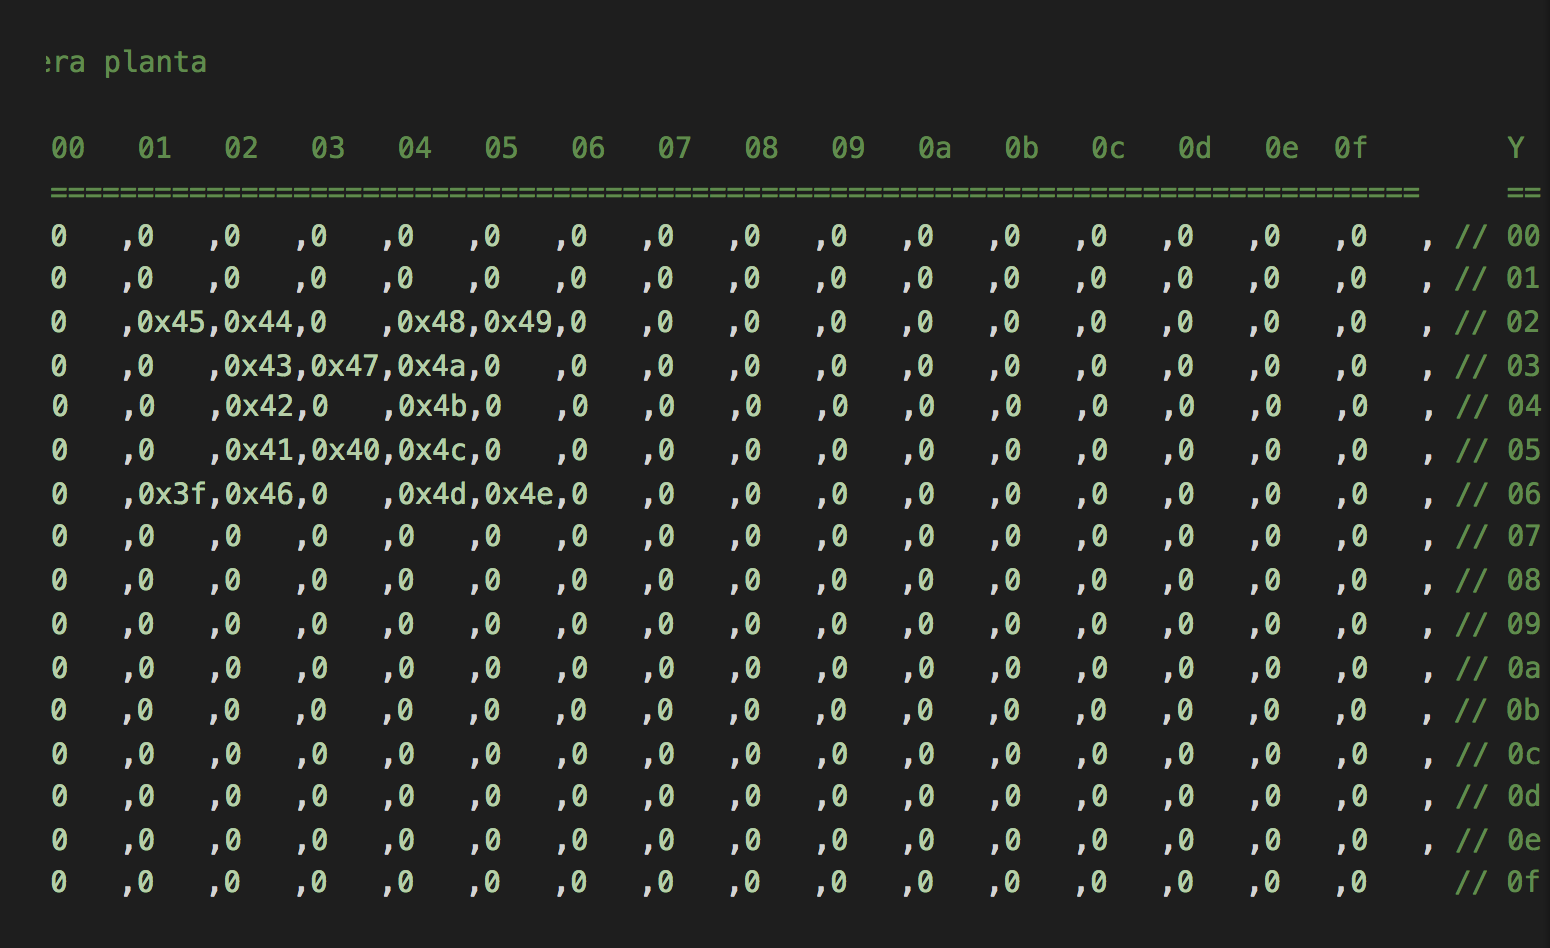 era planta
00   01   02   03   04   05   06   07   08   09   0a   0b   0c   0d   0e  0f        Y
===============================================================================     ==
0   ,0   ,0   ,0   ,0   ,0   ,0   ,0   ,0   ,0   ,0   ,0   ,0   ,0   ,0   ,0   , // 00
0   ,0   ,0   ,0   ,0   ,0   ,0   ,0   ,0   ,0   ,0   ,0   ,0   ,0   ,0   ,0   , // 01
0   ,0x45,0x44,0   ,0x48,0x49,0   ,0   ,0   ,0   ,0   ,0   ,0   ,0   ,0   ,0   , // 02
0   ,0   ,0x43,0x47,0x4a,0   ,0   ,0   ,0   ,0   ,0   ,0   ,0   ,0   ,0   ,0   , // 03
0   ,0   ,0x42,0   ,0x4b,0   ,0   ,0   ,0   ,0   ,0   ,0   ,0   ,0   ,0   ,0   , // 04
0   ,0   ,0x41,0x40,0x4c,0   ,0   ,0   ,0   ,0   ,0   ,0   ,0   ,0   ,0   ,0   , // 05
0   ,0x3f,0x46,0   ,0x4d,0x4e,0   ,0   ,0   ,0   ,0   ,0   ,0   ,0   ,0   ,0   , // 06
0   ,0   ,0   ,0   ,0   ,0   ,0   ,0   ,0   ,0   ,0   ,0   ,0   ,0   ,0   ,0   , // 07
0   ,0   ,0   ,0   ,0   ,0   ,0   ,0   ,0   ,0   ,0   ,0   ,0   ,0   ,0   ,0   , // 08
0   ,0   ,0   ,0   ,0   ,0   ,0   ,0   ,0   ,0   ,0   ,0   ,0   ,0   ,0   ,0   , // 09
0   ,0   ,0   ,0   ,0   ,0   ,0   ,0   ,0   ,0   ,0   ,0   ,0   ,0   ,0   ,0   , // 0a
0   ,0   ,0   ,0   ,0   ,0   ,0   ,0   ,0   ,0   ,0   ,0   ,0   ,0   ,0   ,0   , // 0b
0   ,0   ,0   ,0   ,0   ,0   ,0   ,0   ,0   ,0   ,0   ,0   ,0   ,0   ,0   ,0   , // 0c
0   ,0   ,0   ,0   ,0   ,0   ,0   ,0   ,0   ,0   ,0   ,0   ,0   ,0   ,0   ,0   , // 0d
0   ,0   ,0   ,0   ,0   ,0   ,0   ,0   ,0   ,0   ,0   ,0   ,0   ,0   ,0   ,0   , // 0e
0   ,0   ,0   ,0   ,0   ,0   ,0   ,0   ,0   ,0   ,0   ,0   ,0   ,0   ,0   ,0     // 0f